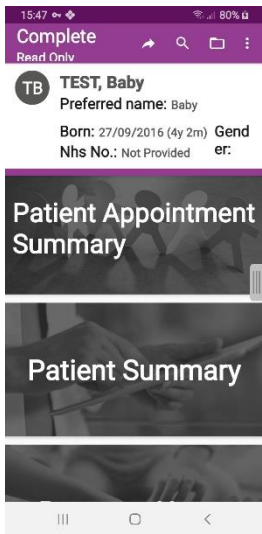 15:47 80%
Complete
Read Only
TB
TEST, Baby
Preferred name: Baby
Born: 27/09/2016 (4y 2m) Gend
er:
Nhs No.: Not Provided
Patient Appointment
Summary
Patient Summary